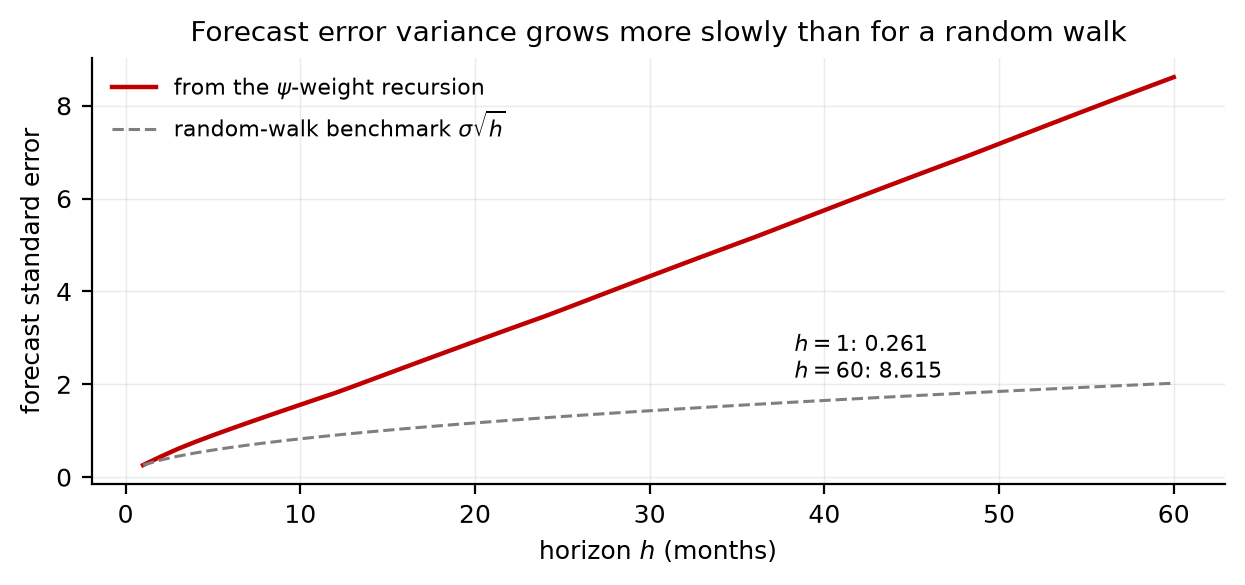 Forecast error variance grows more slowly than for a random walk
from the ψ-weight recursion
random-walk benchmark σ√h
h = 1: 0.261
h = 60: 8.615
forecast standard error
8
6
4
2
0
0 10 20 30 40 50 60
horizon h (months)